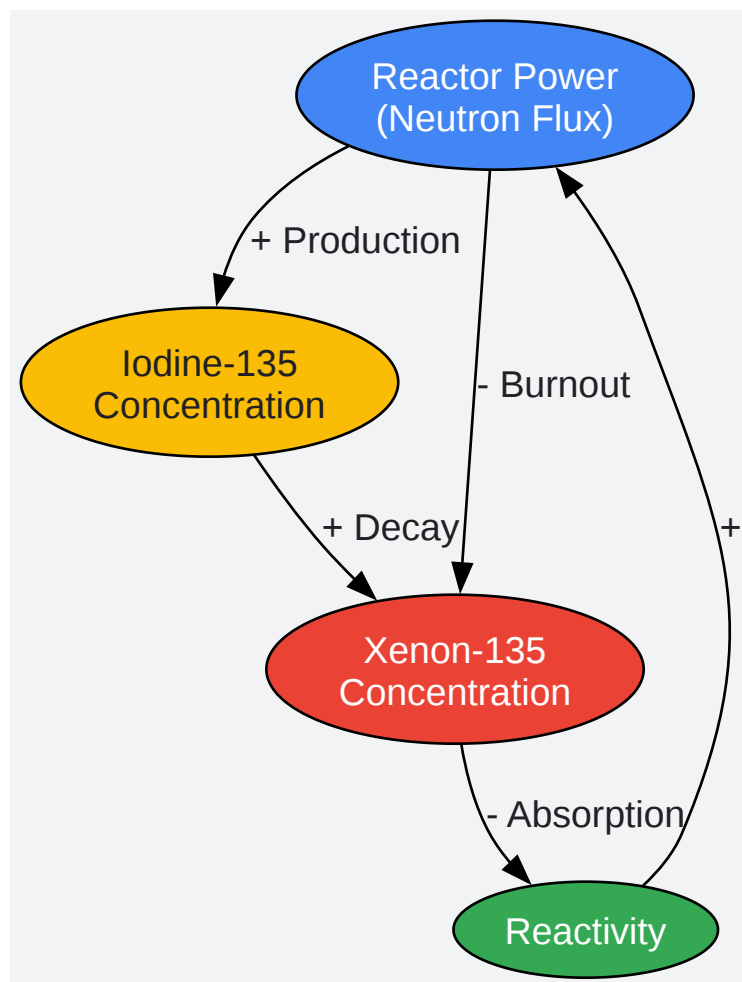 Reactor Power
(Neutron Flux)
+ Production
Iodine-135
Concentration
- Burnout
+ Decay
+
Xenon-135
Concentration
- Absorption
Reactivity